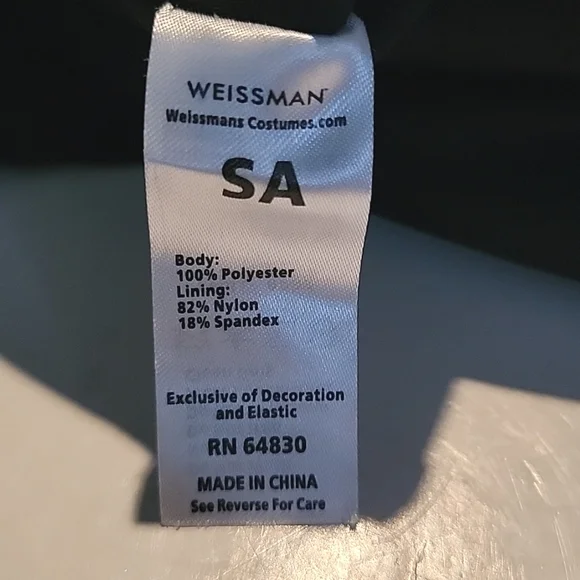 WEISSMAN
Weissmans Costumes.com
SA
Body:
100% Polyester
Lining:
82% Nylon
18% Spandex
Exclusive of Decoration
and Elastic
RN 64830
MADE IN CHINA
See Reverse For Care